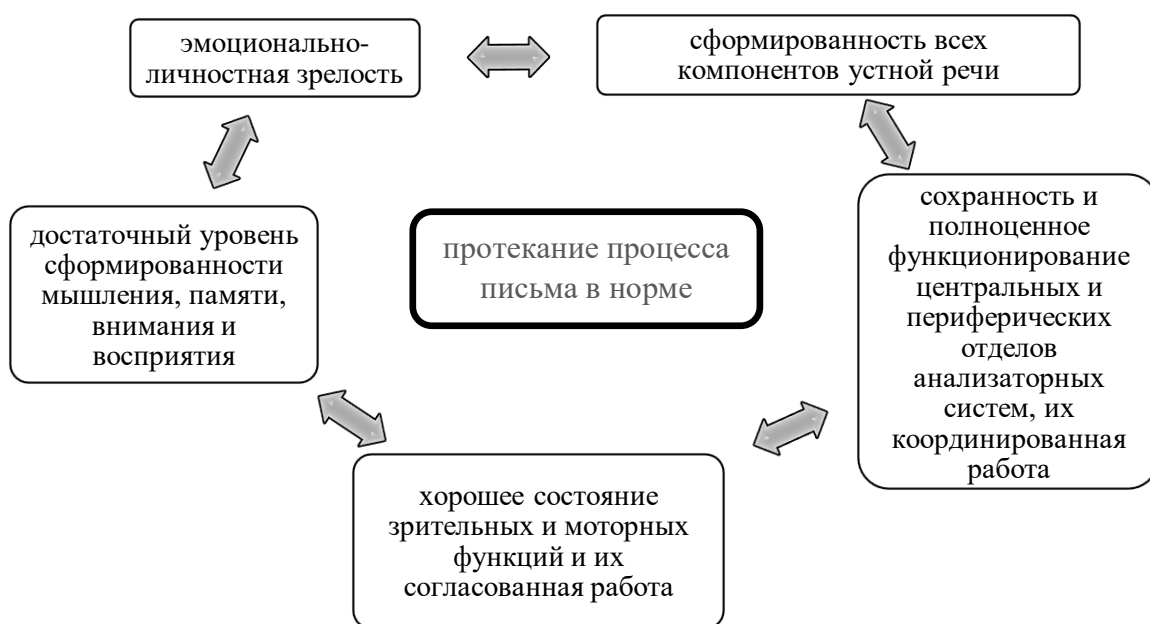 эмоционально-
личностная зрелость
сформированность всех
компонентов устной речи
достаточный уровень
сформированности
мышления, памяти,
внимания и
восприятия
протекание процесса
письма в норме
сохранность и
полноценное
функционирование
центральных и
периферических
отделов
анализаторных
систем, их
координированная
работа
хорошее состояние
зрительных и моторных
функций и их
согласованная работа